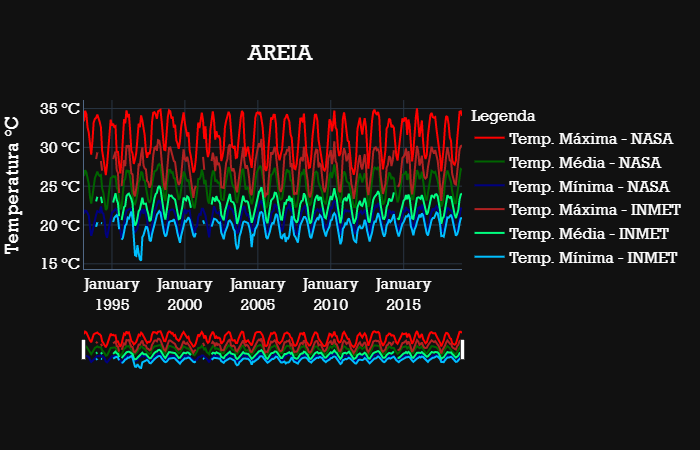 AREIA
Temperatura °C
35 °C
30 °C
25 °C
20 °C
15 °C
January 1995
January 2000
January 2005
January 2010
January 2015
Legenda
Temp. Máxima - NASA
Temp. Média - NASA
Temp. Mínima - NASA
Temp. Máxima - INMET
Temp. Média - INMET
Temp. Mínima - INMET